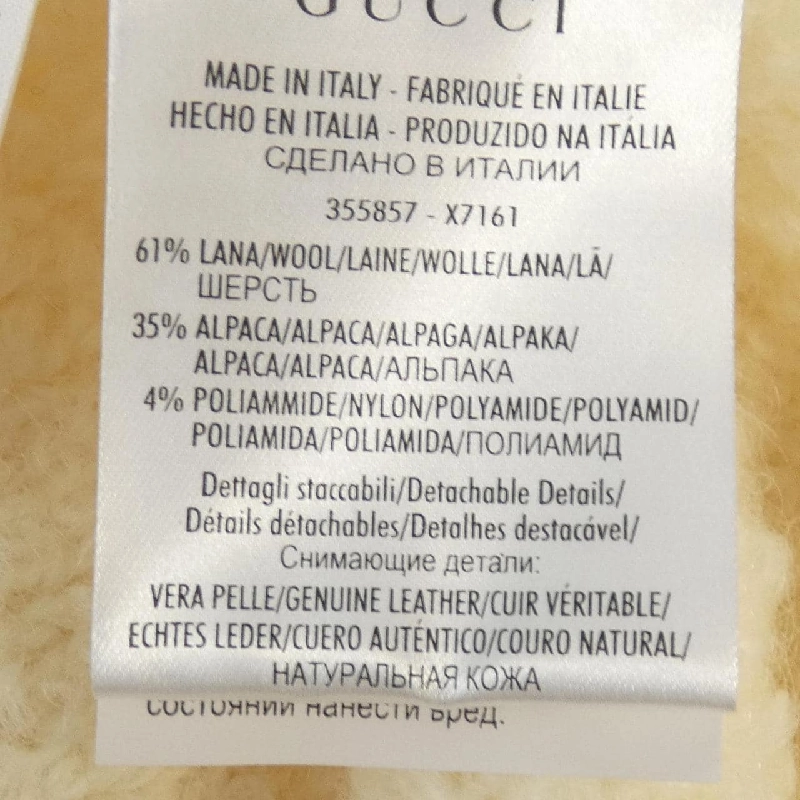 GUCCI
MADE IN ITALY - FABRIQUÉ EN ITALIE
HECHO EN ITALIA - PRODUZIDO NA ITÁLIA
СДЕЛАНО В ИТАЛИИ
355857 - X7161
61% LANA/WOOL/LAINE/WOLLE/LANA/LÃ/
ШЕРСТЬ
35% ALPACA/ALPACA/ALPAGA/ALPAKA/
ALPACA/ALPACA/АЛЬПАКА
4% POLIAMMIDE/NYLON/POLYAMIDE/POLYAMID/
POLIAMIDA/POLIAMIDA/ПОЛИАМИД
Dettagli staccabili/Detachable Details/
Détails détachables/Detalhes destacável/
Снимающие детали:
VERA PELLE/GENUINE LEATHER/CUIR VÉRITABLE/
ECHTES LEDER/CUERO AUTÉNTICO/COURO NATURAL/
НАТУРАЛЬНАЯ КОЖА
состоянии нанести вред.